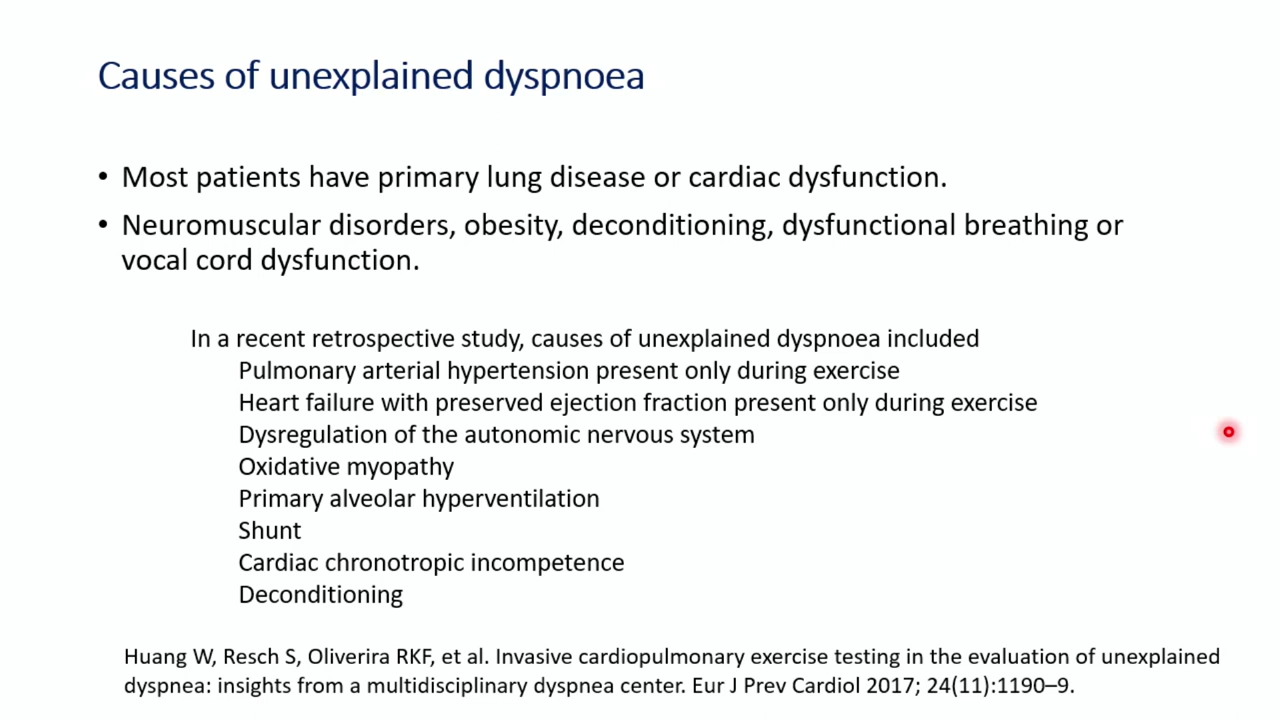 Causes of unexplained dyspnoea
• Most patients have primary lung disease or cardiac dysfunction.
• Neuromuscular disorders, obesity, deconditioning, dysfunctional breathing or
vocal cord dysfunction.
In a recent retrospective study, causes of unexplained dyspnoea included
Pulmonary arterial hypertension present only during exercise
Heart failure with preserved ejection fraction present only during exercise
Dysregulation of the autonomic nervous system
Oxidative myopathy
Primary alveolar hyperventilation
Shunt
Cardiac chronotropic incompetence
Deconditioning
Huang W, Resch S, Oliverira RKF, et al. Invasive cardiopulmonary exercise testing in the evaluation of unexplained
dyspnea: insights from a multidisciplinary dyspnea center. Eur J Prev Cardiol 2017; 24(11):1190–9.